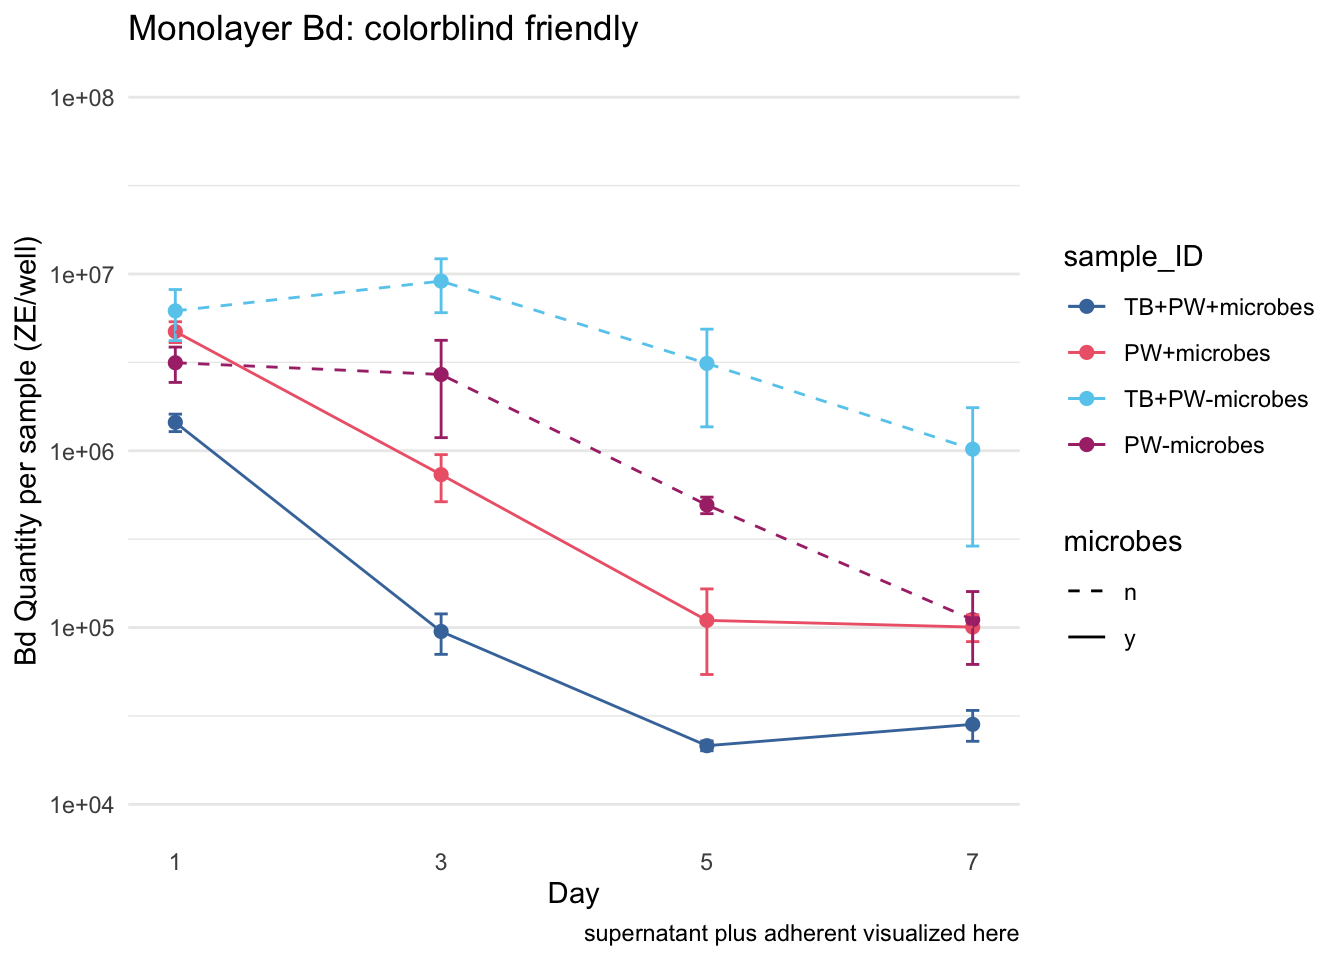 Monolayer Bd: colorblind friendly
Bd Quantity per sample (ZE/well)
1e+08
1e+07
1e+06
1e+05
1e+04
1 3 5 7
Day
supernatant plus adherent visualized here
sample_ID
TB+PW+microbes
PW+microbes
TB+PW-microbes
PW-microbes
microbes
n
y